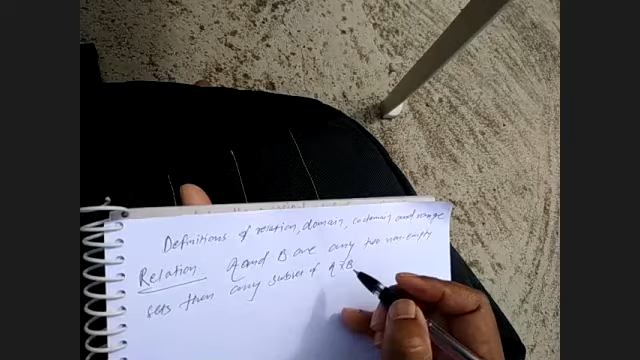 Definitions of relation, domain, codomain and range
Relation A and B are any two non-empty
sets then any subset of A×B